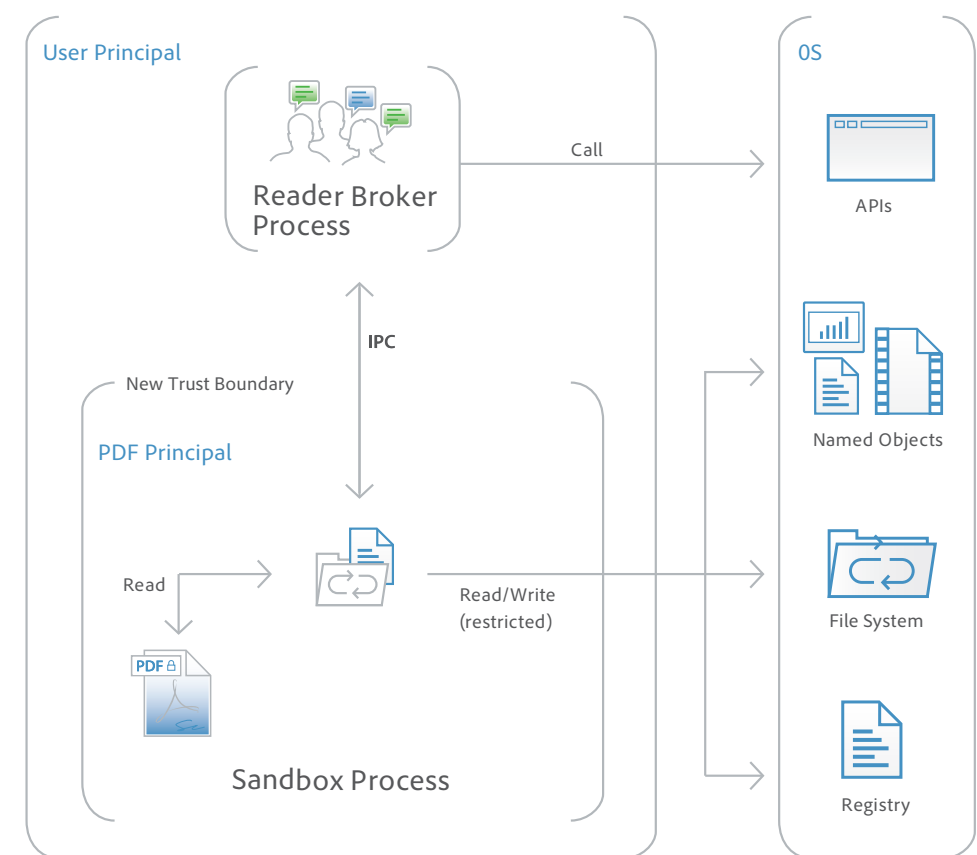 User Principal
0S
Reader Broker
Process
Call
APIs
IPC
New Trust Boundary
PDF Principal
Named Objects
Read
Read/Write
(restricted)
File System
PDF
Sandbox Process
Registry